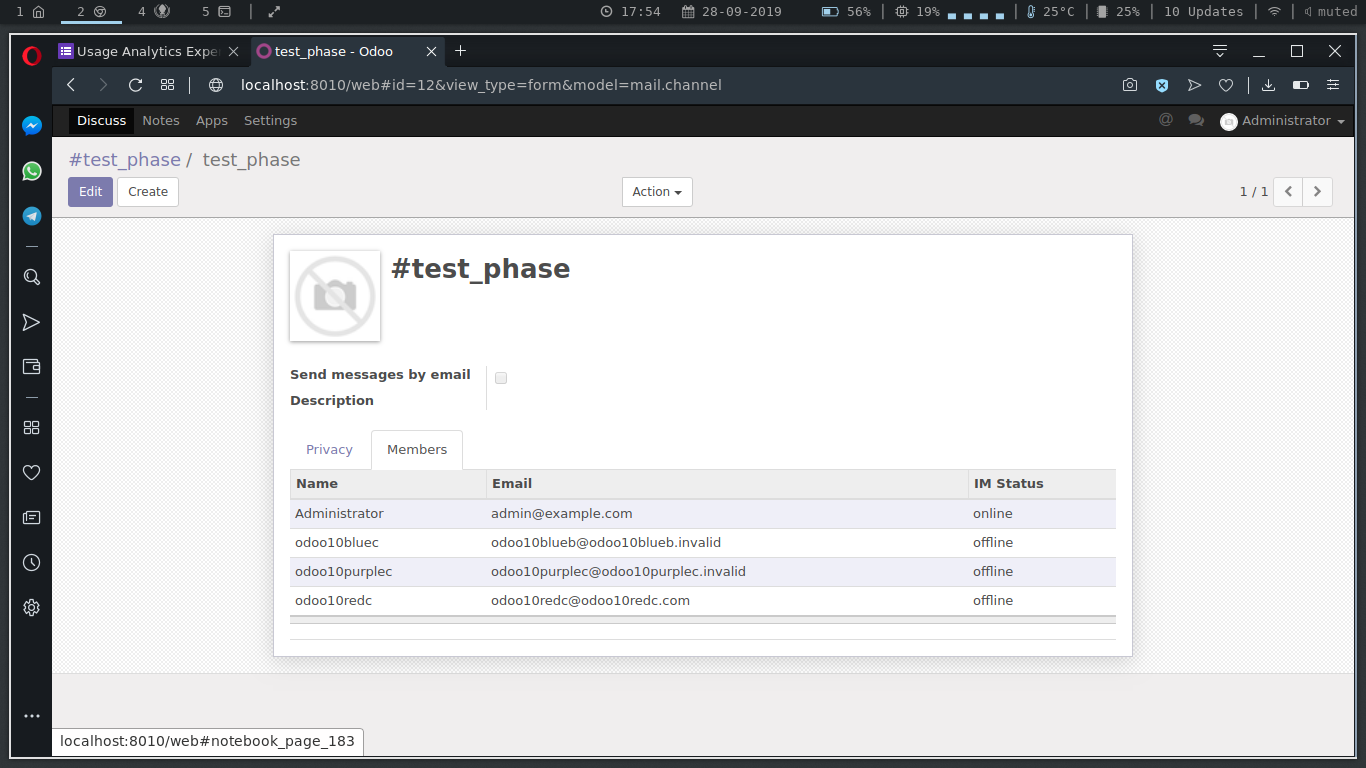 1 2 4 5 17:54 28-09-2019 56% 19% 25°C 25% 10 Updates muted
Usage Analytics Expe test_phase - Odoo
localhost:8010/web#id=12&view_type=form&model=mail.channel
Discuss Notes Apps Settings @ Administrator
#test_phase / test_phase
Edit Create Action 1 / 1
#test_phase
Send messages by email
Description
Privacy Members
Name Email IM Status
Administrator admin@example.com online
odoo10bluec odoo10blueb@odoo10blueb.invalid offline
odoo10purplec odoo10purplec@odoo10purplec.invalid offline
odoo10redc odoo10redc@odoo10redc.com offline
localhost:8010/web#notebook_page_183